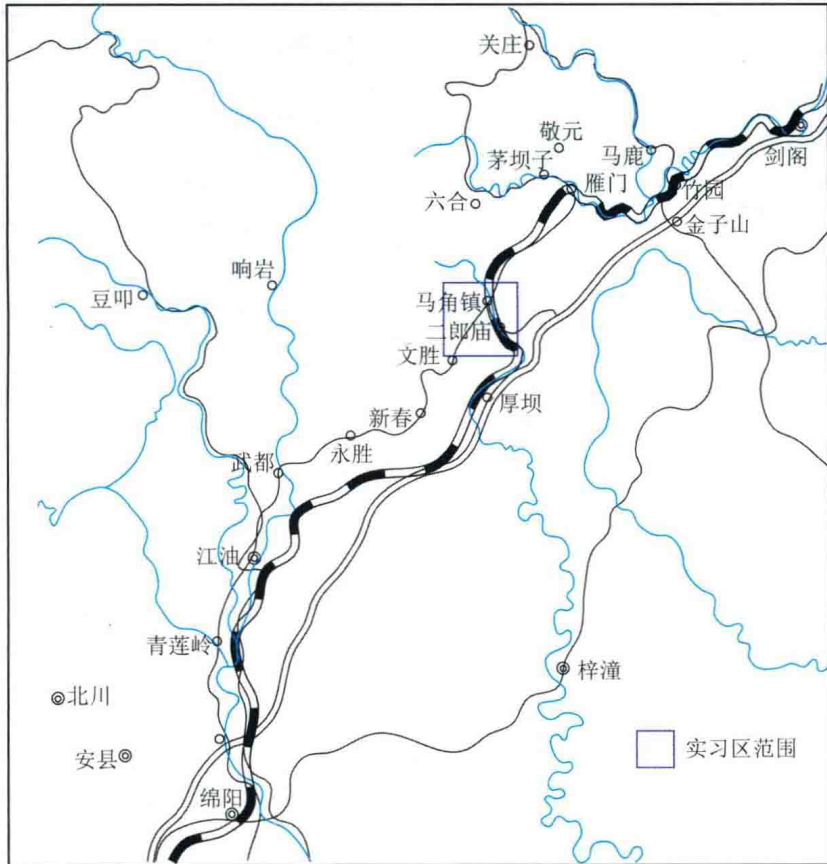 关庄
敬元
马鹿
剑阁
茅坝子
雁门
竹园
六合
金子山
响岩
豆叩
马角镇
二郎庙
文胜
厚坝
新春
永胜
武都
江油
青莲岭
梓潼
北川
实习区范围
安县
绵阳